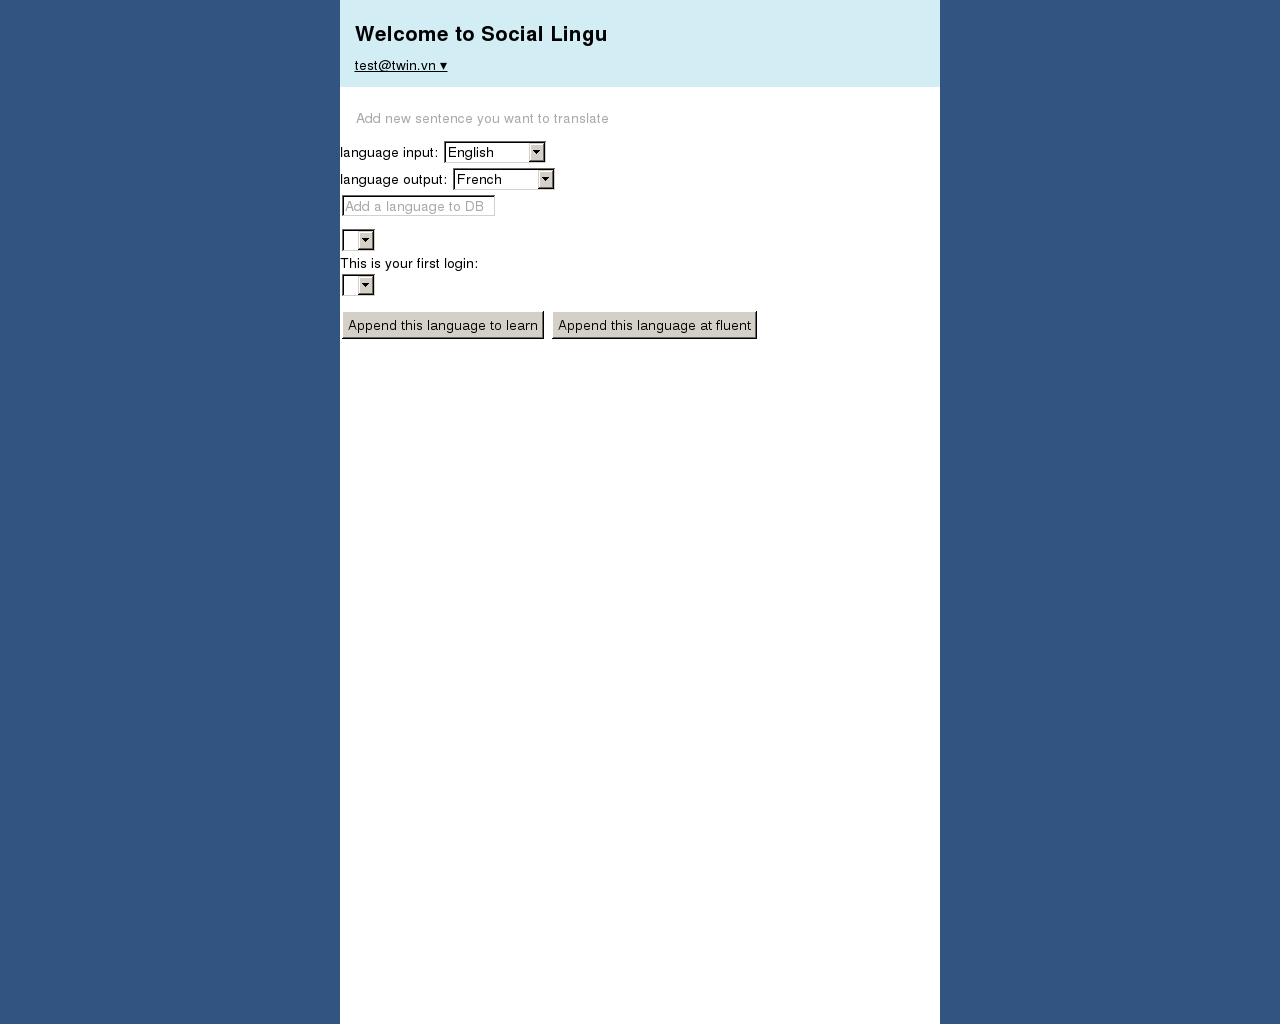 Welcome to Social Lingu
test@twin.vn ▾
Add new sentence you want to translate
language input: English
language output: French
Add a language to DB
This is your first login:
Append this language to learn Append this language at fluent